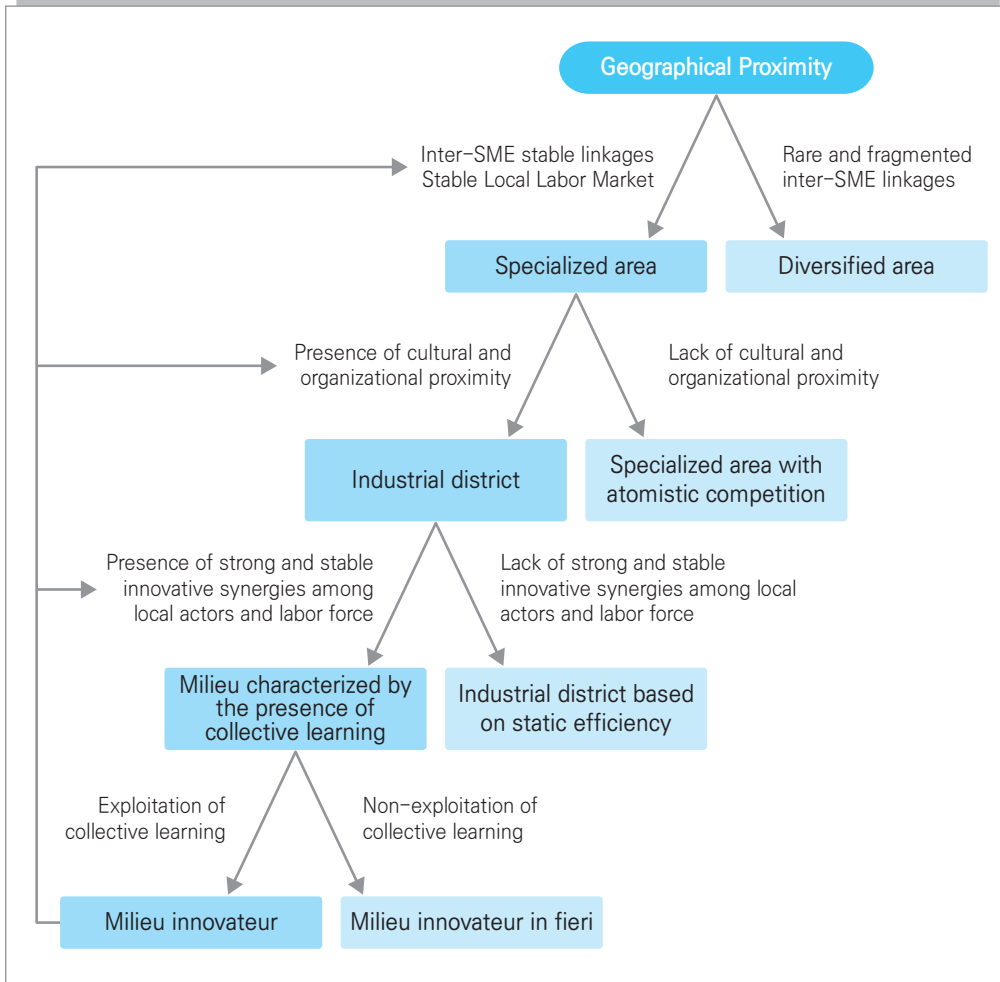 Geographical Proximity
Inter-SME stable linkages
Stable Local Labor Market
Rare and fragmented
inter-SME linkages
Specialized area
Diversified area
Presence of cultural and
organizational proximity
Lack of cultural and
organizational proximity
Industrial district
Specialized area with
atomistic competition
Presence of strong and stable
innovative synergies among
local actors and labor force
Lack of strong and stable
innovative synergies among local
actors and labor force
Milieu characterized by
the presence of
collective learning
Industrial district based
on static efficiency
Exploitation of
collective learning
Non-exploitation of
collective learning
Milieu innovateur
Milieu innovateur in fieri